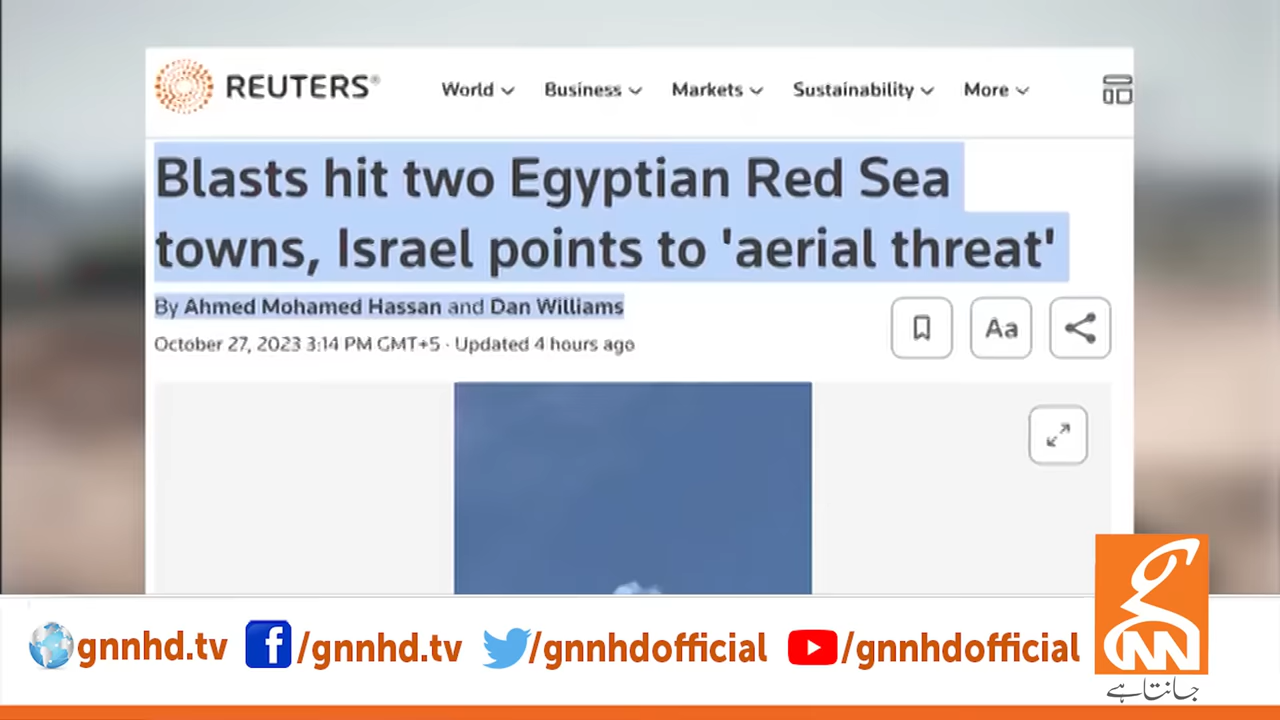 REUTERS®
World
Business
Markets
Sustainability
More
Blasts hit two Egyptian Red Sea
towns, Israel points to 'aerial threat'
By Ahmed Mohamed Hassan and Dan Williams
October 27, 2023 3:14 PM GMT+5 · Updated 4 hours ago
Aa
gnnhd.tv
f /gnnhd.tv
/gnnhdofficial
/gnnhdofficial
GNN
جانتا ہے